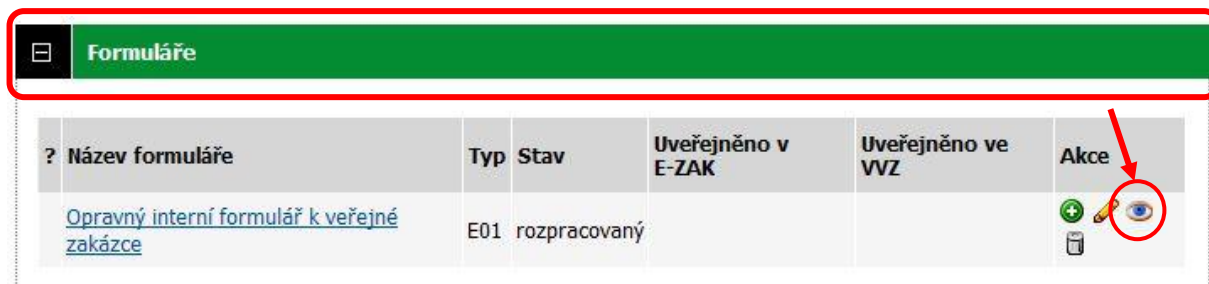 Formuláře
? Název formuláře Typ Stav Uveřejněno v E-ZAK Uveřejněno ve VVZ Akce
Opravný interní formulář k veřejné
zakázce
E01 rozpracovaný